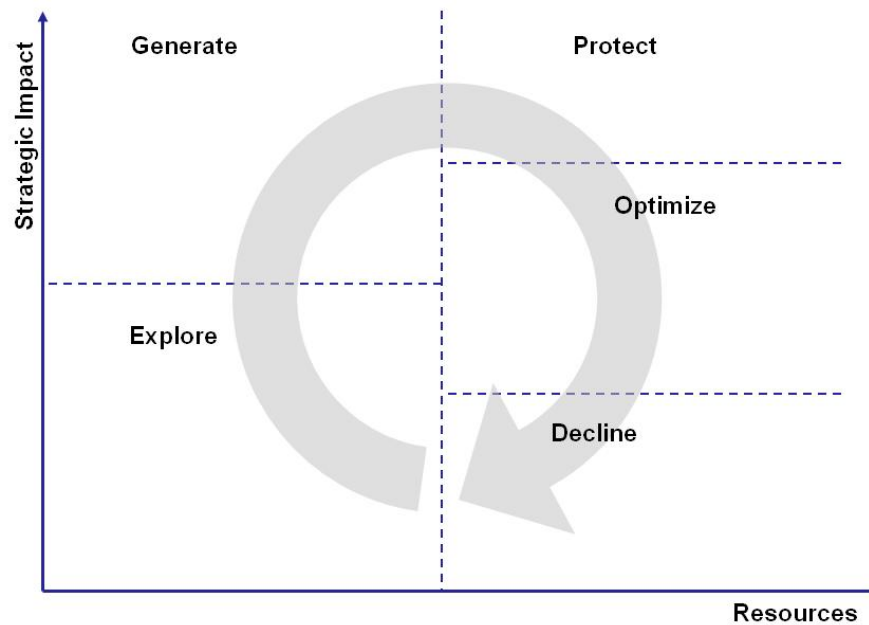 Generate
Protect
Strategic Impact
Optimize
Explore
Decline
Resources